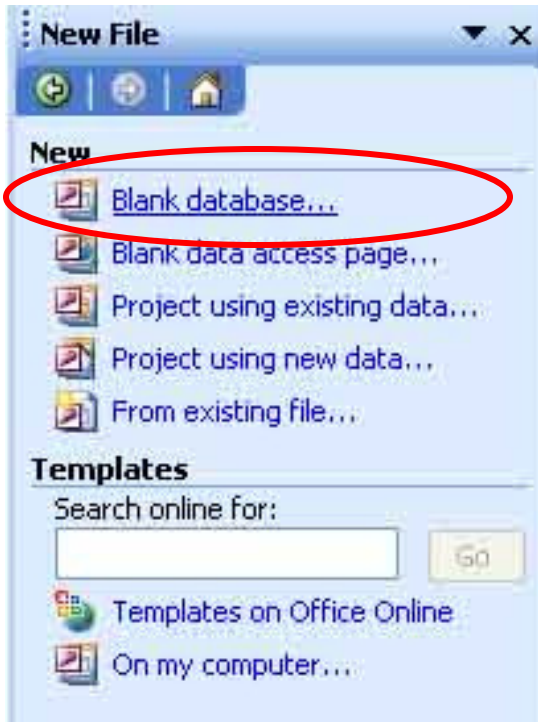 New File
New
Blank database...
Blank data access page...
Project using existing data...
Project using new data...
From existing file...
Templates
Search online for:
Go
Templates on Office Online
On my computer...